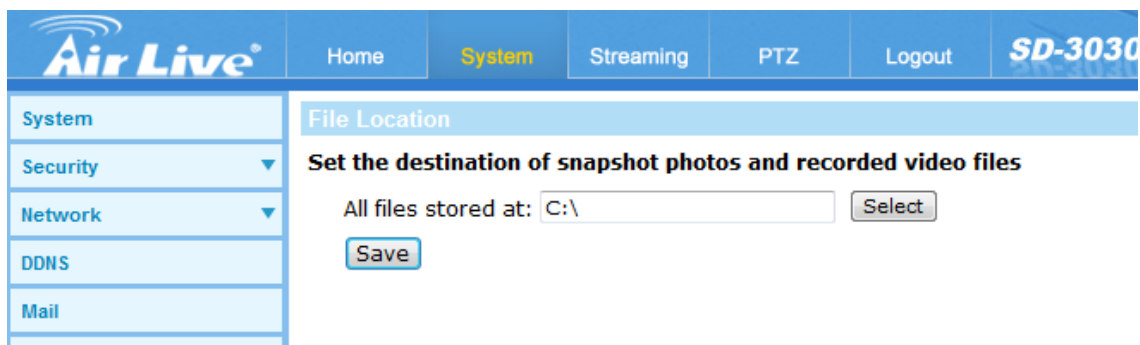 Air Live®
Home System Streaming PTZ Logout SD-3030
System
Security
Network
DDNS
Mail
File Location
Set the destination of snapshot photos and recorded video files
All files stored at: C:\ Select
Save